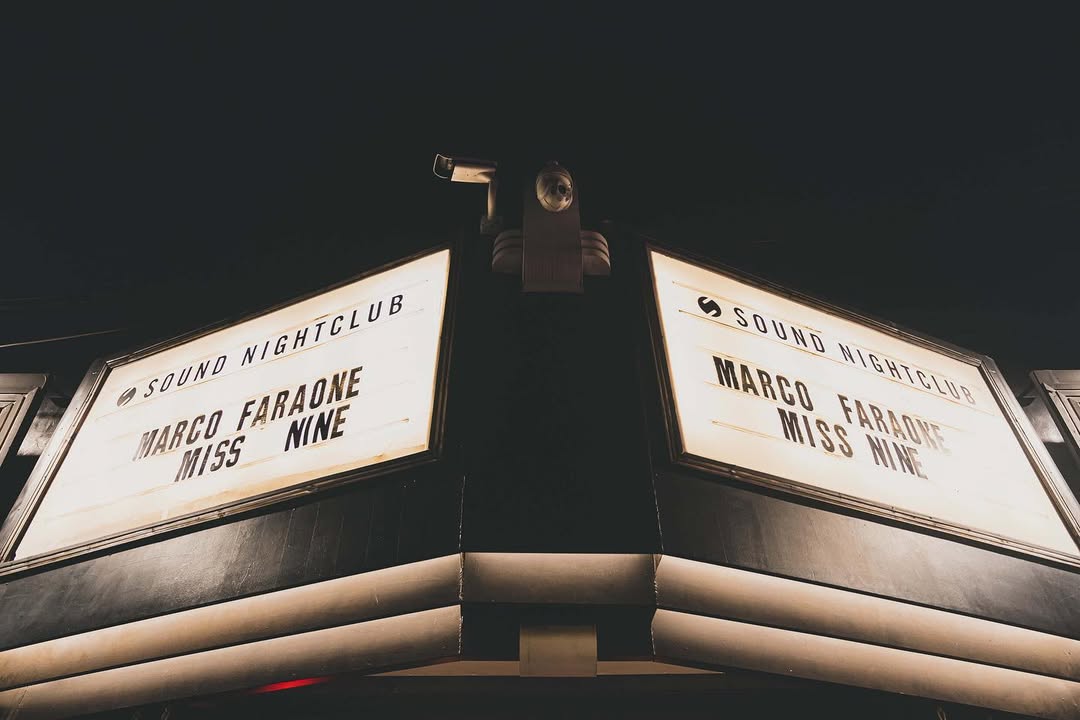 SOUND NIGHTCLUB
MARCO FARAONE
MISS NINE
SOUND NIGHTCLUB
MARCO FARAONE
MISS NINE